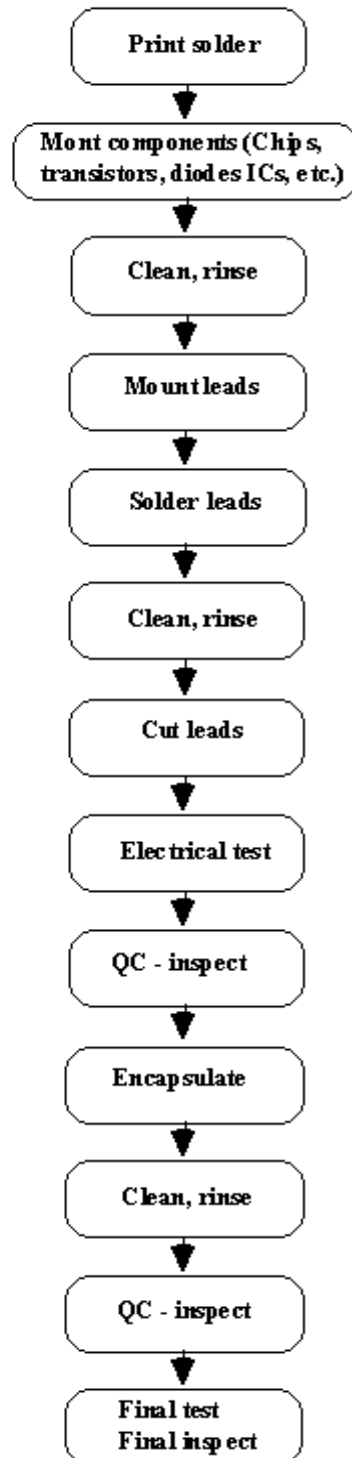 Print solder
Mont components (Chips,
transistors, diodes ICs, etc.)
Clean, rinse
Mount leads
Solder leads
Clean, rinse
Cut leads
Electrical test
QC - inspect
Encapsulate
Clean, rinse
QC - inspect
Final test
Final inspect